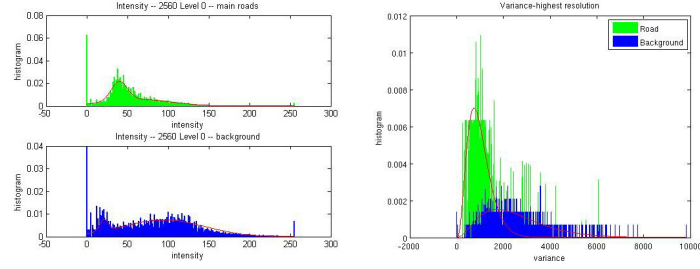 Intensity -- 2560 Level 0 -- main roads
0.08
0.06
0.04
0.02
0
-50 0 50 100 150 200 250 300
histogram
intensity
Intensity -- 2560 Level 0 -- background
0.04
0.03
0.02
0.01
0
-50 0 50 100 150 200 250 300
histogram
intensity
Variance-highest resolution
0.012
0.01
0.008
0.006
0.004
0.002
0
-2000 0 2000 4000 6000 8000 10000
histogram
variance
Road
Background